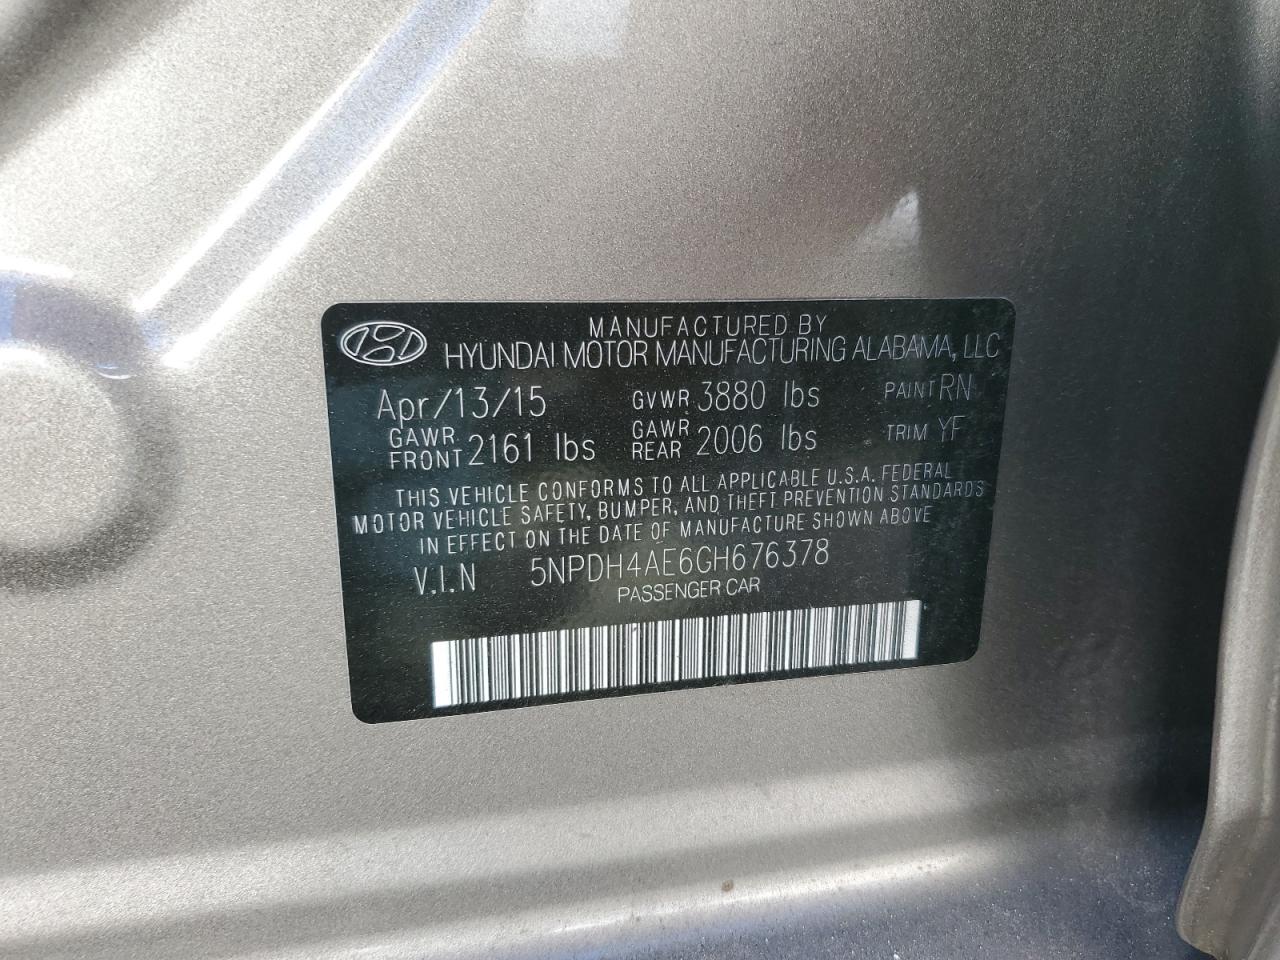 MANUFACTURED BY
HYUNDAI MOTOR MANUFACTURING ALABAMA, LLC
Apr/13/15 GVWR 3880 lbs PAINT RN
GAWR FRONT 2161 lbs GAWR REAR 2006 lbs TRIM YF
THIS VEHICLE CONFORMS TO ALL APPLICABLE U.S.A. FEDERAL
MOTOR VEHICLE SAFETY, BUMPER, AND THEFT PREVENTION STANDARDS
IN EFFECT ON THE DATE OF MANUFACTURE SHOWN ABOVE
V.I.N 5NPDH4AE6GH676378
PASSENGER CAR